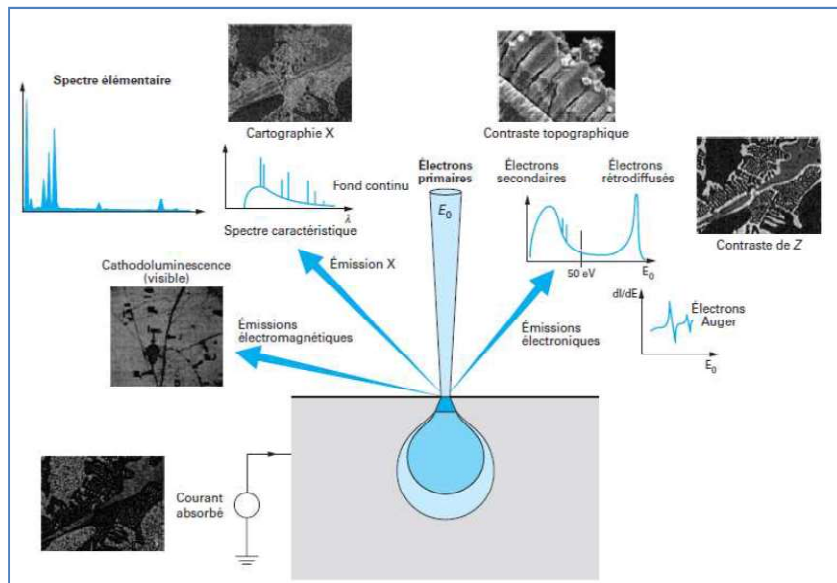 Spectre élémentaire
Cartographie X
Fond continu
λ
Spectre caractéristique
Contraste topographique
Électrons
primaires
E₀
Électrons
secondaires
Électrons
rétrodiffusés
50 eV
E₀
Contraste de Z
dI/dE
Électrons
Auger
E₀
Cathodoluminescence
(visible)
Émission X
Émissions
électromagnétiques
Émissions
électroniques
Courant
absorbé